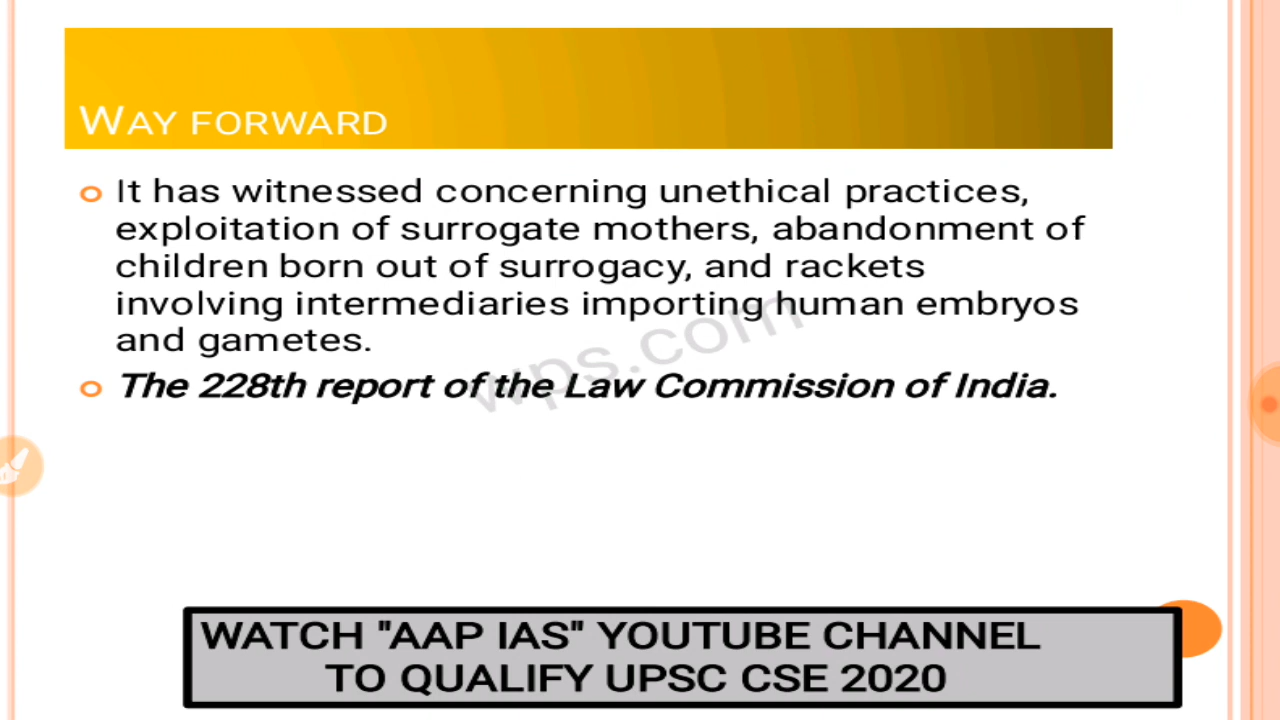 WAY FORWARD
It has witnessed concerning unethical practices,
exploitation of surrogate mothers, abandonment of
children born out of surrogacy, and rackets
involving intermediaries importing human embryos
and gametes.
The 228th report of the Law Commission of India.
wps.com
WATCH "AAP IAS" YOUTUBE CHANNEL
TO QUALIFY UPSC CSE 2020